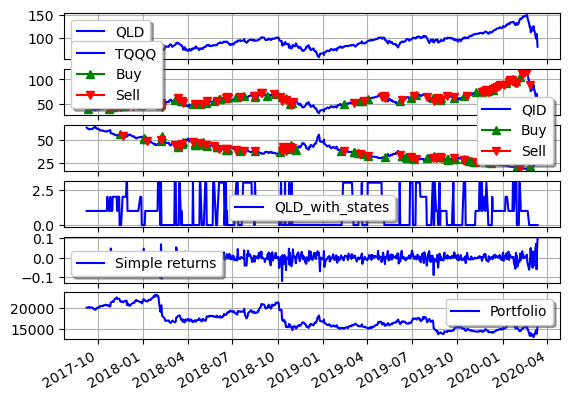 150
100
QLD
TQQQ
Buy
Sell
100
50
QID
Buy
Sell
50
25
2.5
0.0
QLD_with_states
0.1
0.0
−0.1
Simple returns
20000
15000
Portfolio
2017-10
2018-01
2018-04
2018-07
2018-10
2019-01
2019-04
2019-07
2019-10
2020-01
2020-04